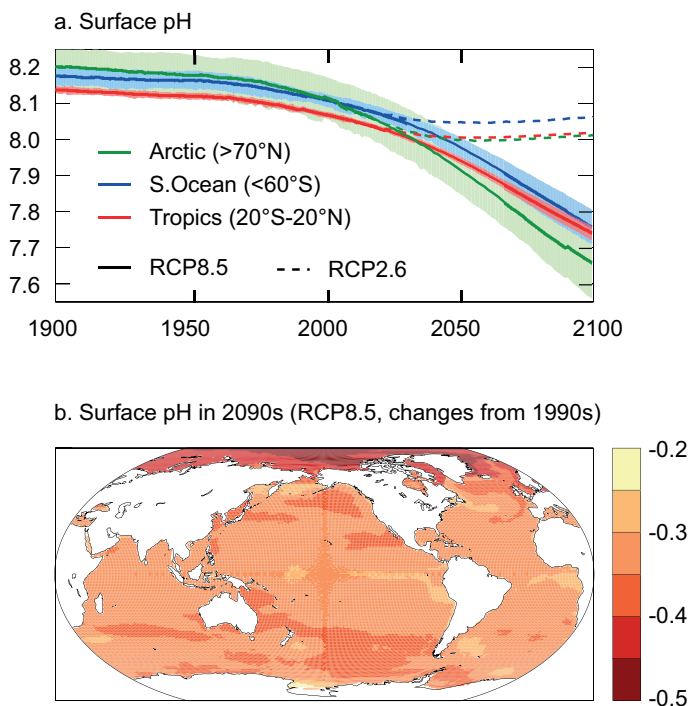 a. Surface pH
8.2
8.1
8.0
7.9
7.8
7.7
7.6
Arctic (>70°N)
S.Ocean (<60°S)
Tropics (20°S-20°N)
RCP8.5 RCP2.6
1900 1950 2000 2050 2100
b. Surface pH in 2090s (RCP8.5, changes from 1990s)
-0.2
-0.3
-0.4
-0.5